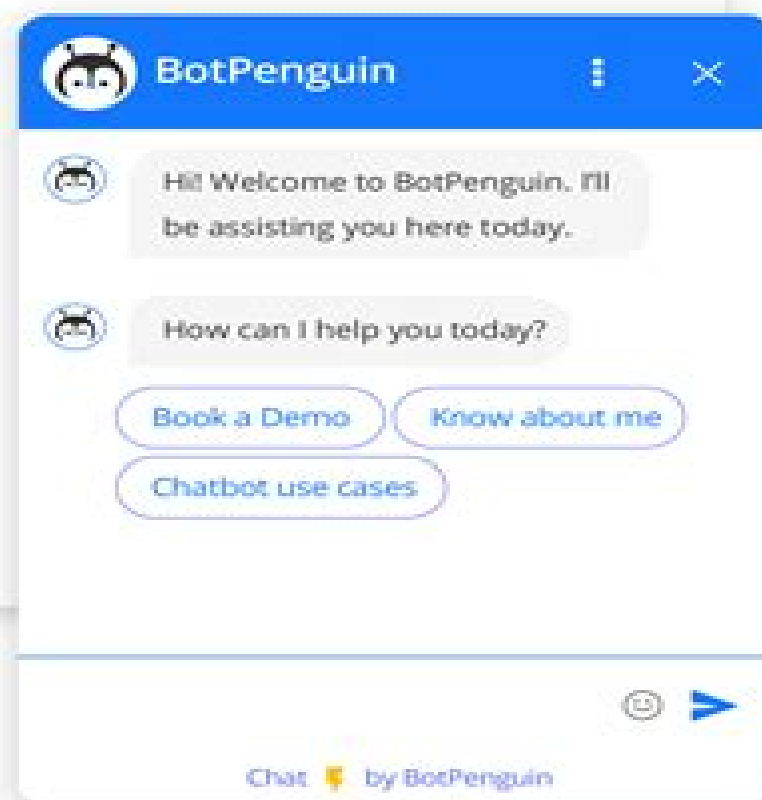 BotPenguin
Hi! Welcome to BotPenguin. I'll
be assisting you here today.
How can I help you today?
Book a Demo
Know about me
Chatbot use cases
Chat ⚡ by BotPenguin